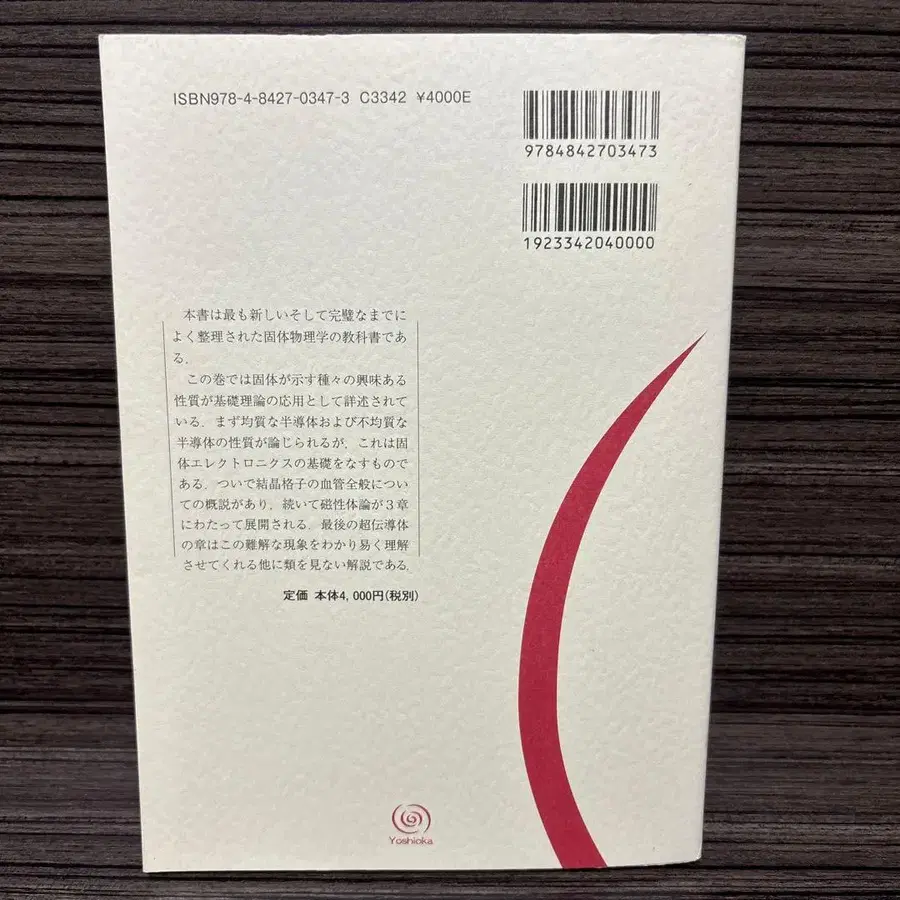 ISBN978-4-8427-0347-3 C3342 ¥4000E
9784842703473
1923342040000
本書は最も新しいそして完璧なまでに
よく整理された固体物理学の教科書であ
る.
この巻では固体が示す種々の興味ある
性質が基礎理論の応用として詳述されて
いる. まず均質な半導体および不均質な
半導体の性質が論じられるが, これは固
体エレクトロニクスの基礎をなすもので
ある. ついで結晶格子の血管全般につい
ての概説があり, 続いて磁性体論が3章
にわたって展開される. 最後の超伝導体
の章はこの難解な現象をわかり易く理解
させてくれる他に類を見ない解説である.
定価 本体4,000円(税別)
Yoshioka